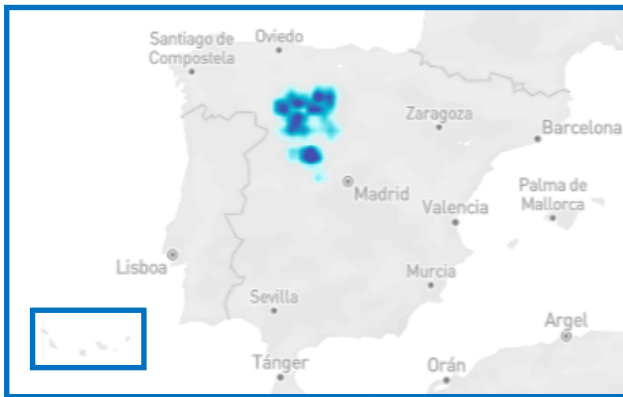 Santiago de
Compostela
Oviedo
Zaragoza
Barcelona
Madrid
Palma de
Mallorca
Valencia
Lisboa
Murcia
Sevilla
Argel
Tánger
Orán